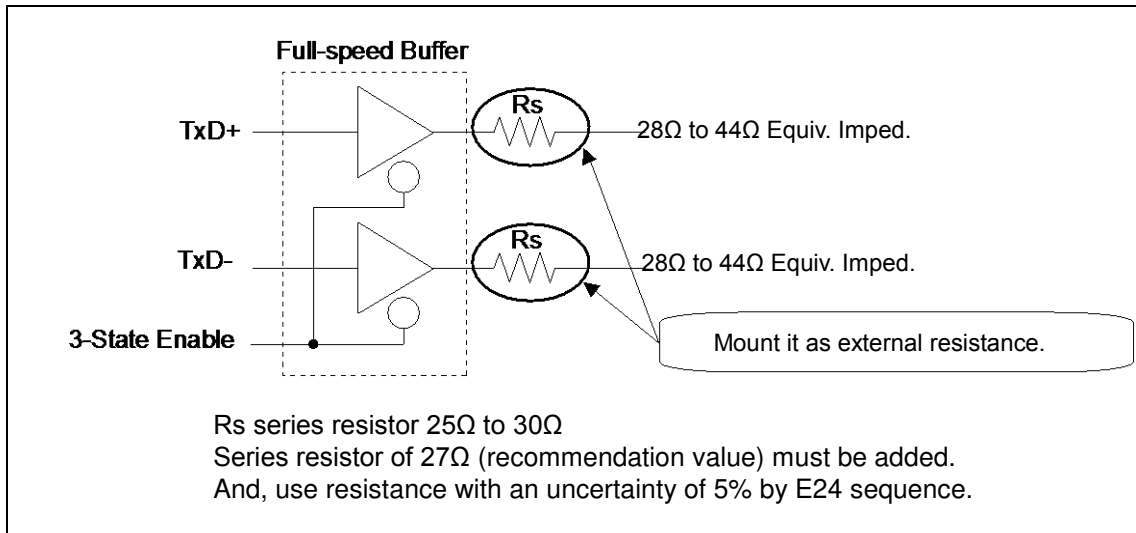 Full-speed Buffer
Rs
TxD+
28Ω to 44Ω Equiv. Imped.
Rs
TxD-
28Ω to 44Ω Equiv. Imped.
3-State Enable
Mount it as external resistance.
Rs series resistor 25Ω to 30Ω
Series resistor of 27Ω (recommendation value) must be added.
And, use resistance with an uncertainty of 5% by E24 sequence.